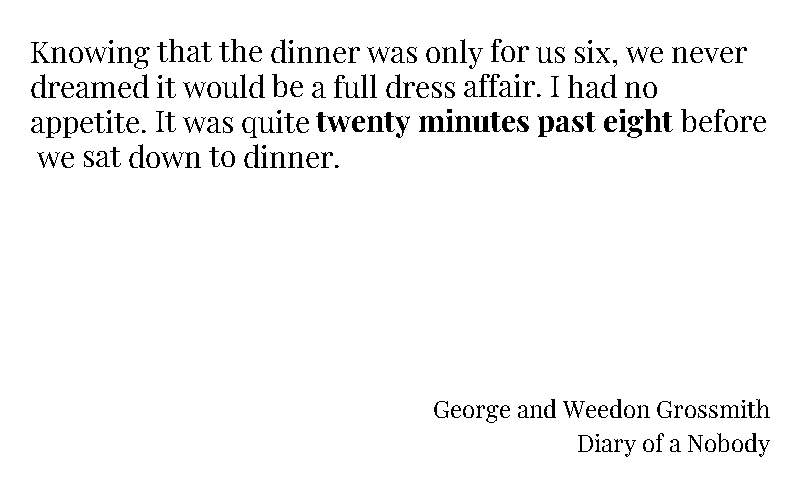 Knowing that the dinner was only for us six, we never
dreamed it would be a full dress affair. I had no
appetite. It was quite twenty minutes past eight before
we sat down to dinner.
George and Weedon Grossmith
Diary of a Nobody